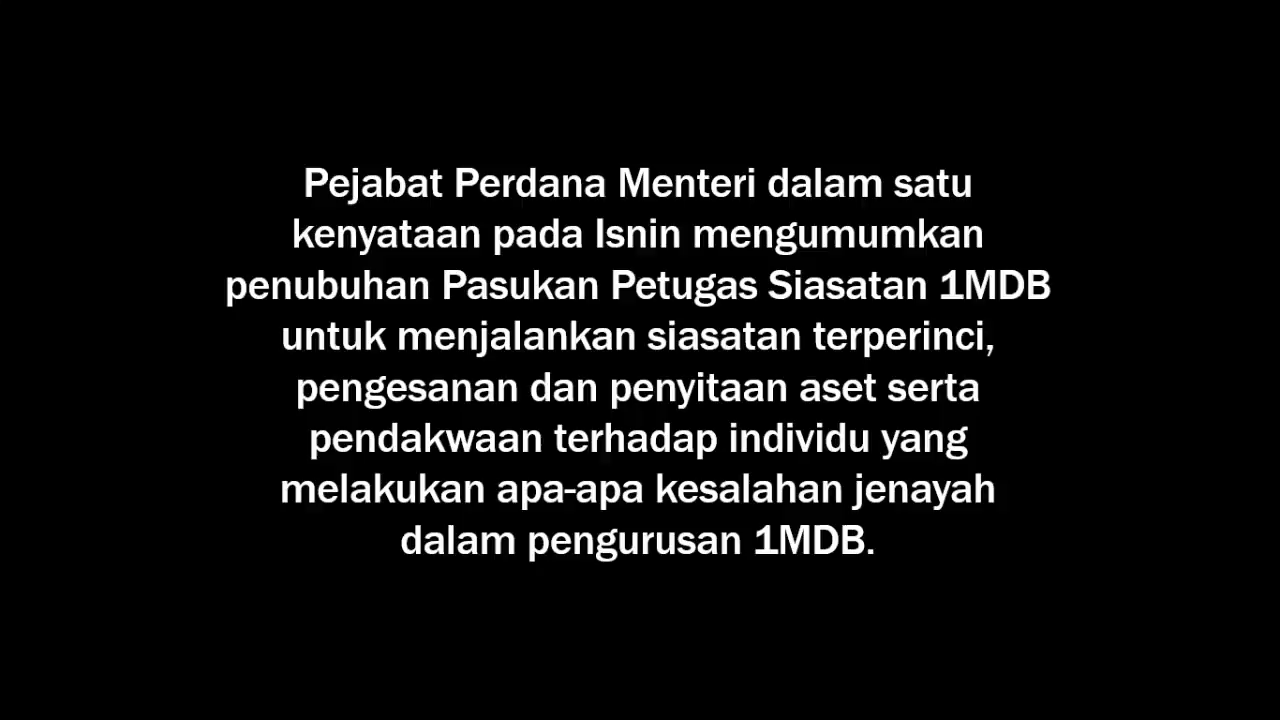 Pejabat Perdana Menteri dalam satu
kenyataan pada Isnin mengumumkan
penubuhan Pasukan Petugas Siasatan 1MDB
untuk menjalankan siasatan terperinci,
pengesanan dan penyitaan aset serta
pendakwaan terhadap individu yang
melakukan apa-apa kesalahan jenayah
dalam pengurusan 1MDB.